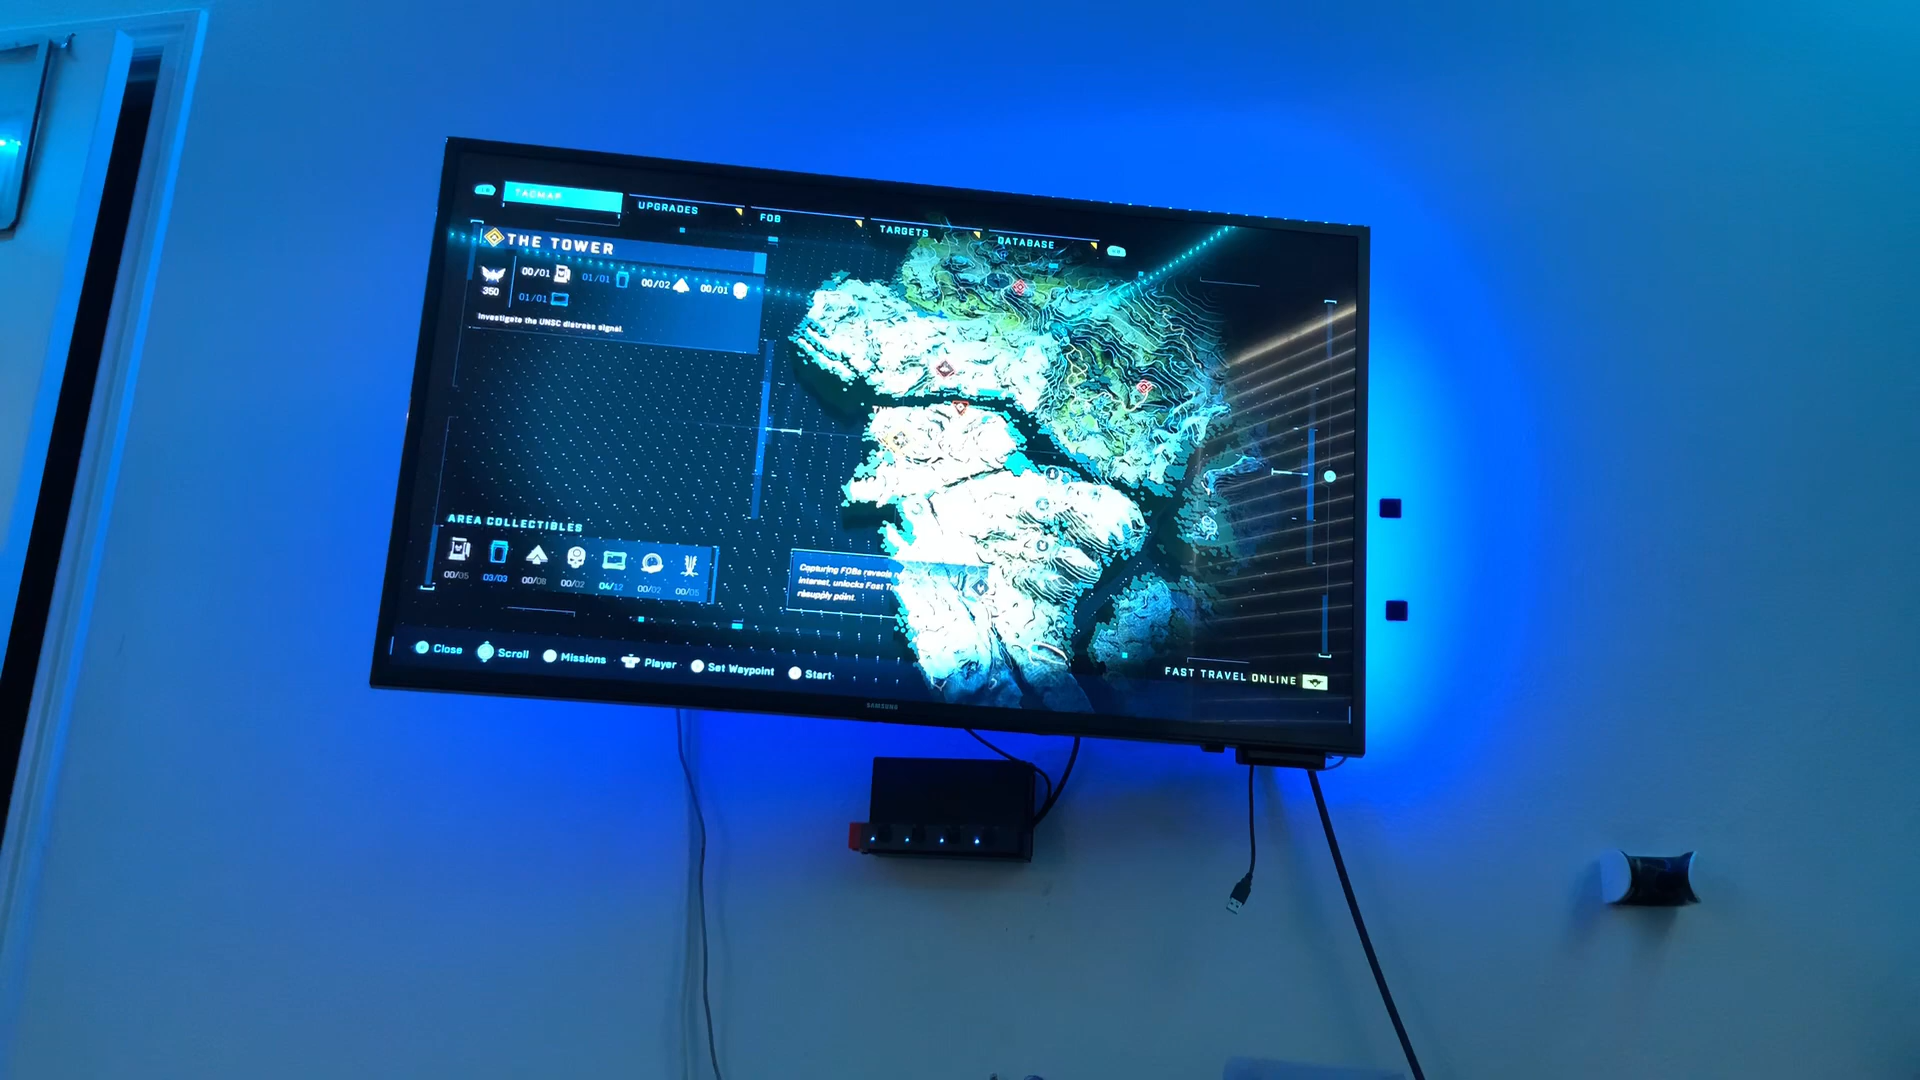 TACMAP
UPGRADES
FOB
TARGETS
DATABASE
THE TOWER
350
00/01
01/01
00/02
00/01
01/01
Investigate the UNSC distress signal.
AREA COLLECTIBLES
00/05
03/03
00/08
00/02
04/12
00/02
00/05
Capturing FOBs reveals
interest, unlocks Fast
resupply point.
Close
Scroll
Missions
Player
Set Waypoint
Start
FAST TRAVEL ONLINE
SAMSUNG